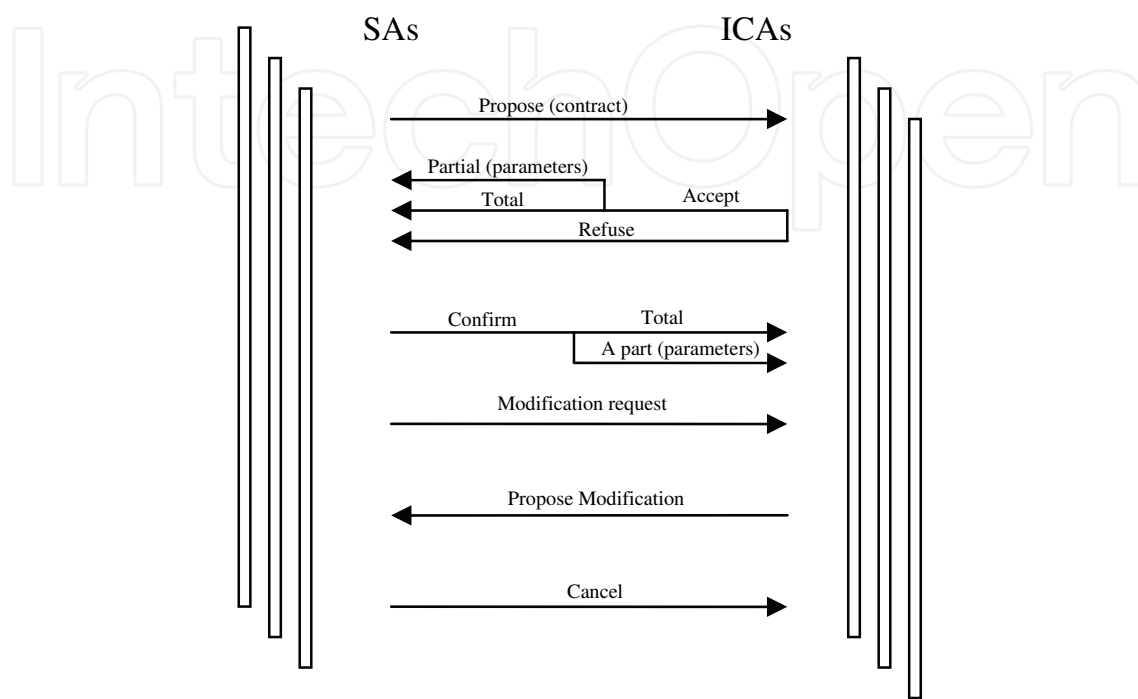 SAs
ICAs
IntechOpen
Propose (contract)
Partial (parameters)
Total
Accept
Refuse
Confirm
Total
A part (parameters)
Modification request
Propose Modification
Cancel